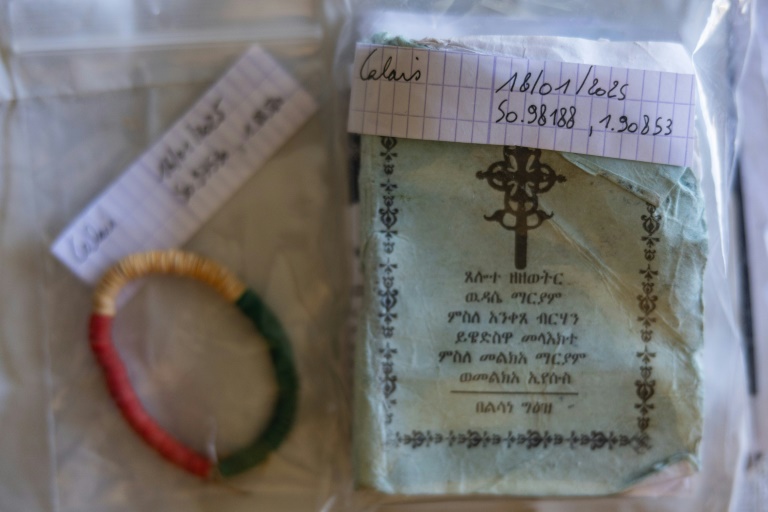 Calais
18/01/2025
50.98188, 1.90853
ጸሎተ ዘዘወትር
ውዳሴ ማርያም
ምስለ አንቀጸ ብርሃን
ይዌድስዋ መላእክት
ምስለ መልክአ ማርያም
ወመልክአ ኢየሱስ
በልሳነ ግዕዝ
Calais